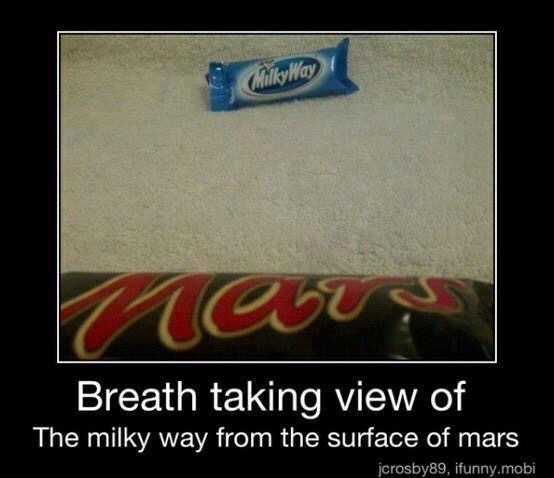 MilkyWay
Mars
Breath taking view of
The milky way from the surface of mars
jcrosby89, ifunny.mobi